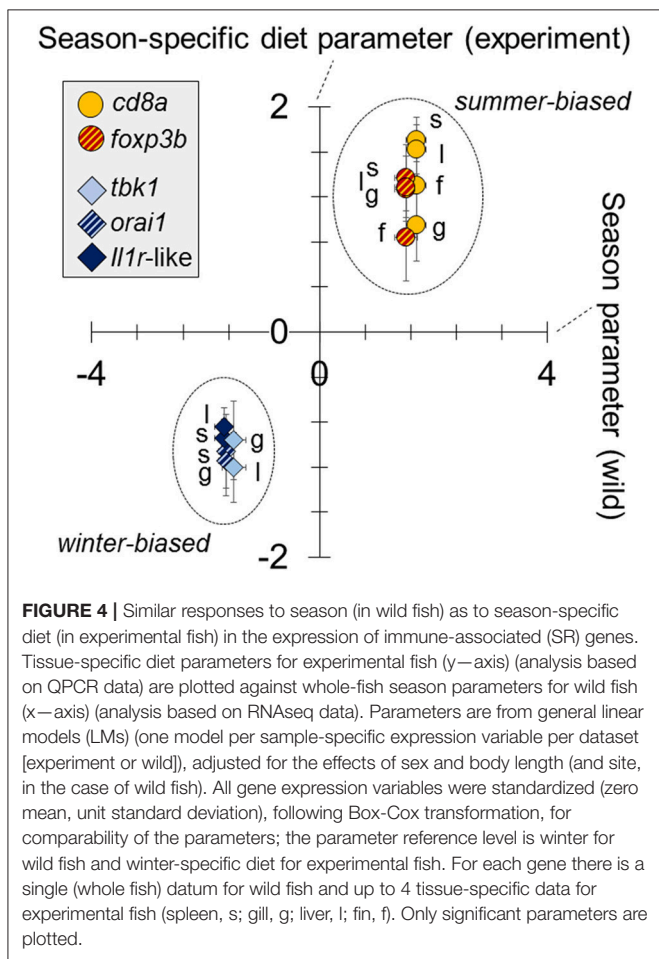 Season-specific diet parameter (experiment)
cd8a
foxp3b
tbk1
orai1
Il1r-like
2
summer-biased
s
l
s
l
f
g
g
f
Season parameter (wild)
0
-4
0
4
l
s
g
s
g
l
winter-biased
-2
FIGURE 4 | Similar responses to season (in wild fish) as to season-specific
diet (in experimental fish) in the expression of immune-associated (SR) genes.
Tissue-specific diet parameters for experimental fish (y—axis) (analysis based
on QPCR data) are plotted against whole-fish season parameters for wild fish
(x—axis) (analysis based on RNAseq data). Parameters are from general linear
models (LMs) (one model per sample-specific expression variable per dataset
[experiment or wild]), adjusted for the effects of sex and body length (and site,
in the case of wild fish). All gene expression variables were standardized (zero
mean, unit standard deviation), following Box-Cox transformation, for
comparability of the parameters; the parameter reference level is winter for
wild fish and winter-specific diet for experimental fish. For each gene there is a
single (whole fish) datum for wild fish and up to 4 tissue-specific data for
experimental fish (spleen, s; gill, g; liver, l; fin, f). Only significant parameters are
plotted.